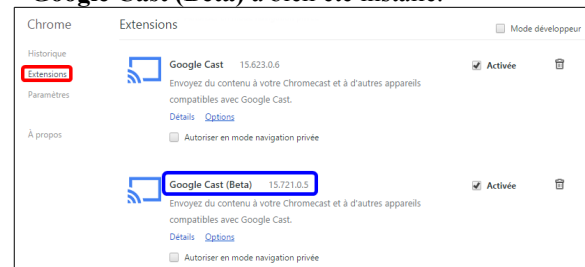 Google Cast (Beta) a bien été installé.
Chrome
Extensions
Mode développeur
Historique
Extensions
Paramètres
À propos
Google Cast 15.623.0.6
Activée
Envoyez du contenu à votre Chromecast et à d'autres appareils
compatibles avec Google Cast.
Détails Options
Autoriser en mode navigation privée
Google Cast (Beta) 15.721.0.5
Activée
Envoyez du contenu à votre Chromecast et à d'autres appareils
compatibles avec Google Cast.
Détails Options
Autoriser en mode navigation privée